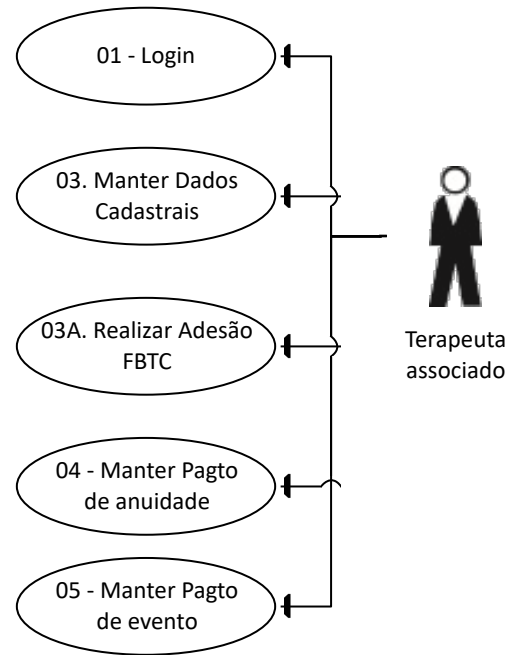 01 - Login
03. Manter Dados
Cadastrais
03A. Realizar Adesão
FBTC
Terapeuta
associado
04 - Manter Pagto
de anuidade
05 - Manter Pagto
de evento